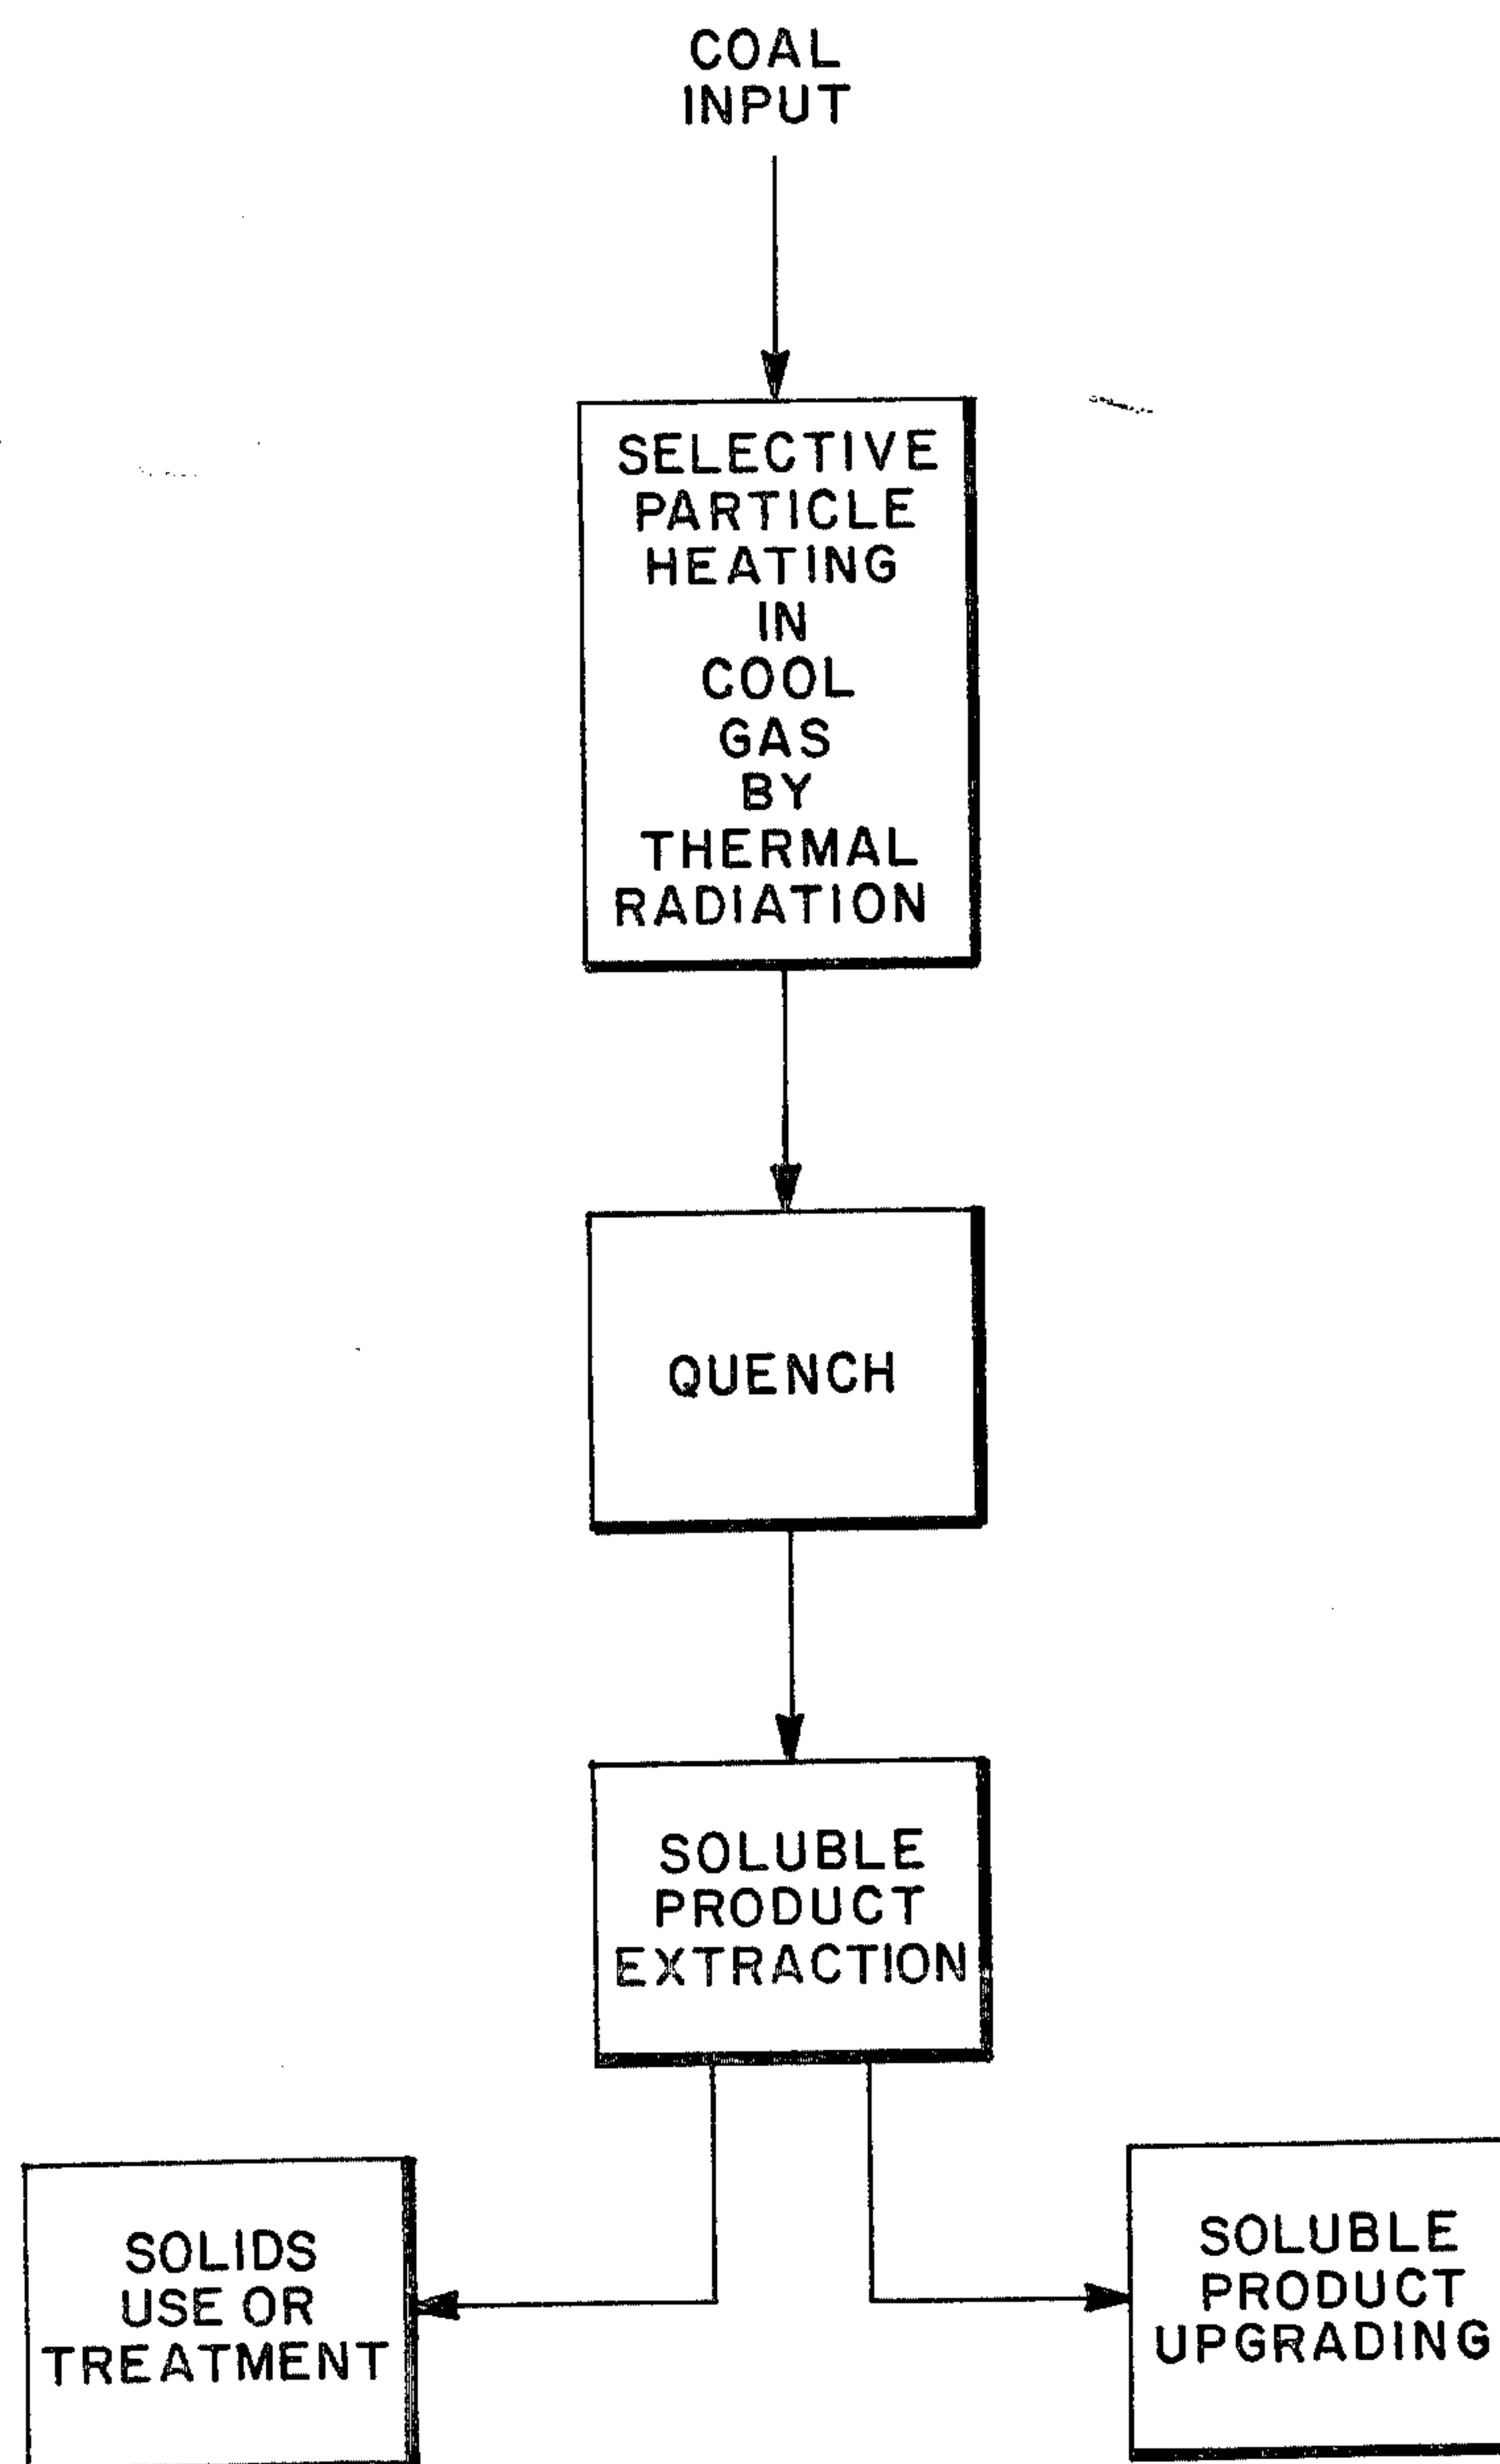 COAL
INPUT
SELECTIVE
PARTICLE
HEATING
IN
COOL
GAS
BY
THERMAL
RADIATION
QUENCH
SOLUBLE
PRODUCT
EXTRACTION
SOLIDS
USE OR
TREATMENT
SOLUBLE
PRODUCT
UPGRADING